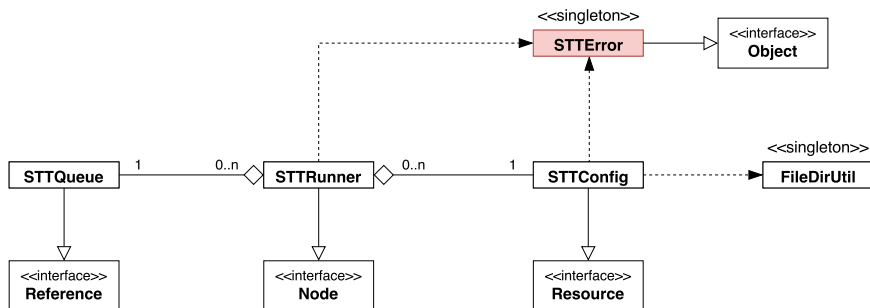 <<singleton>>
STTError
<<interface>>
Object
<<singleton>>
1
0..n
0..n
1
STTQueue
STTRunner
STTConfig
FileDirUtil
<<interface>>
Reference
<<interface>>
Node
<<interface>>
Resource